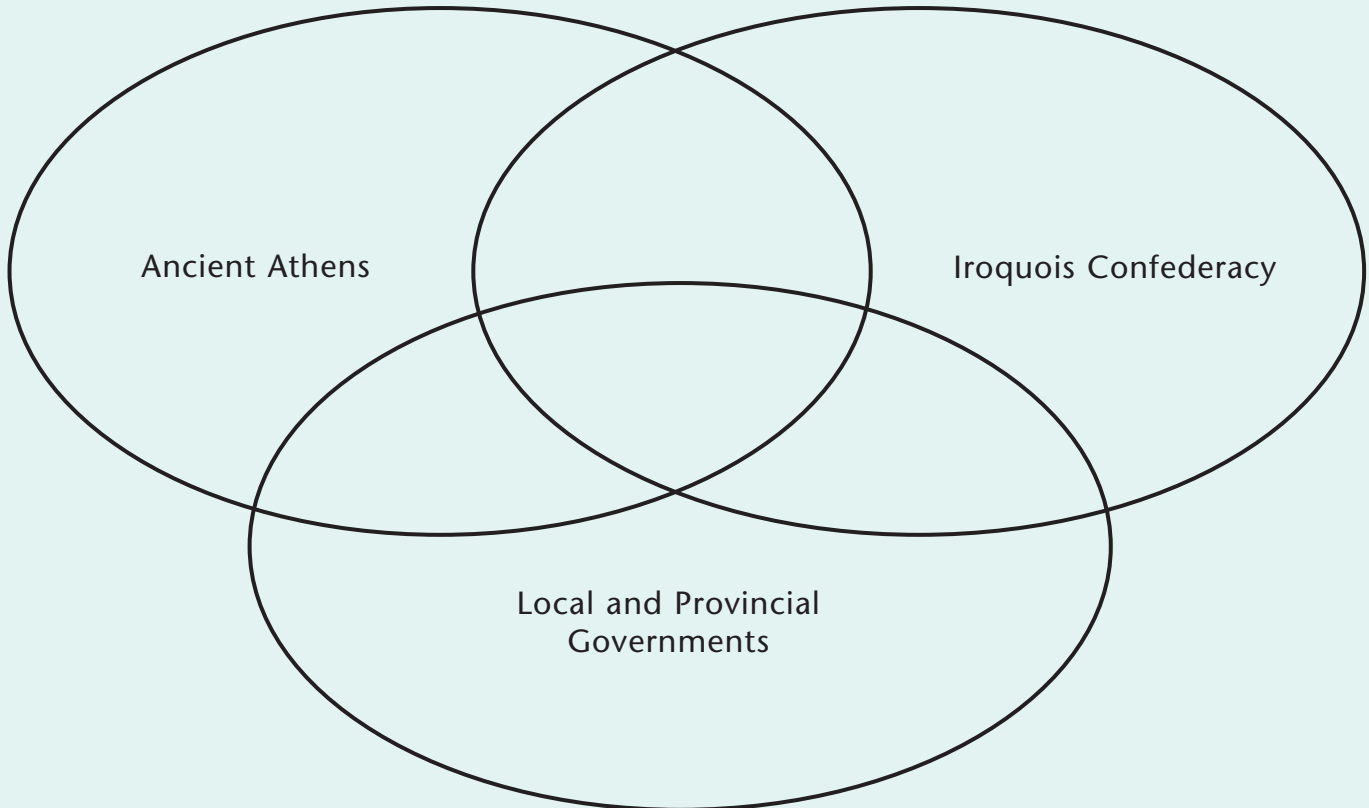 Ancient Athens
Iroquois Confederacy
Local and Provincial
Governments